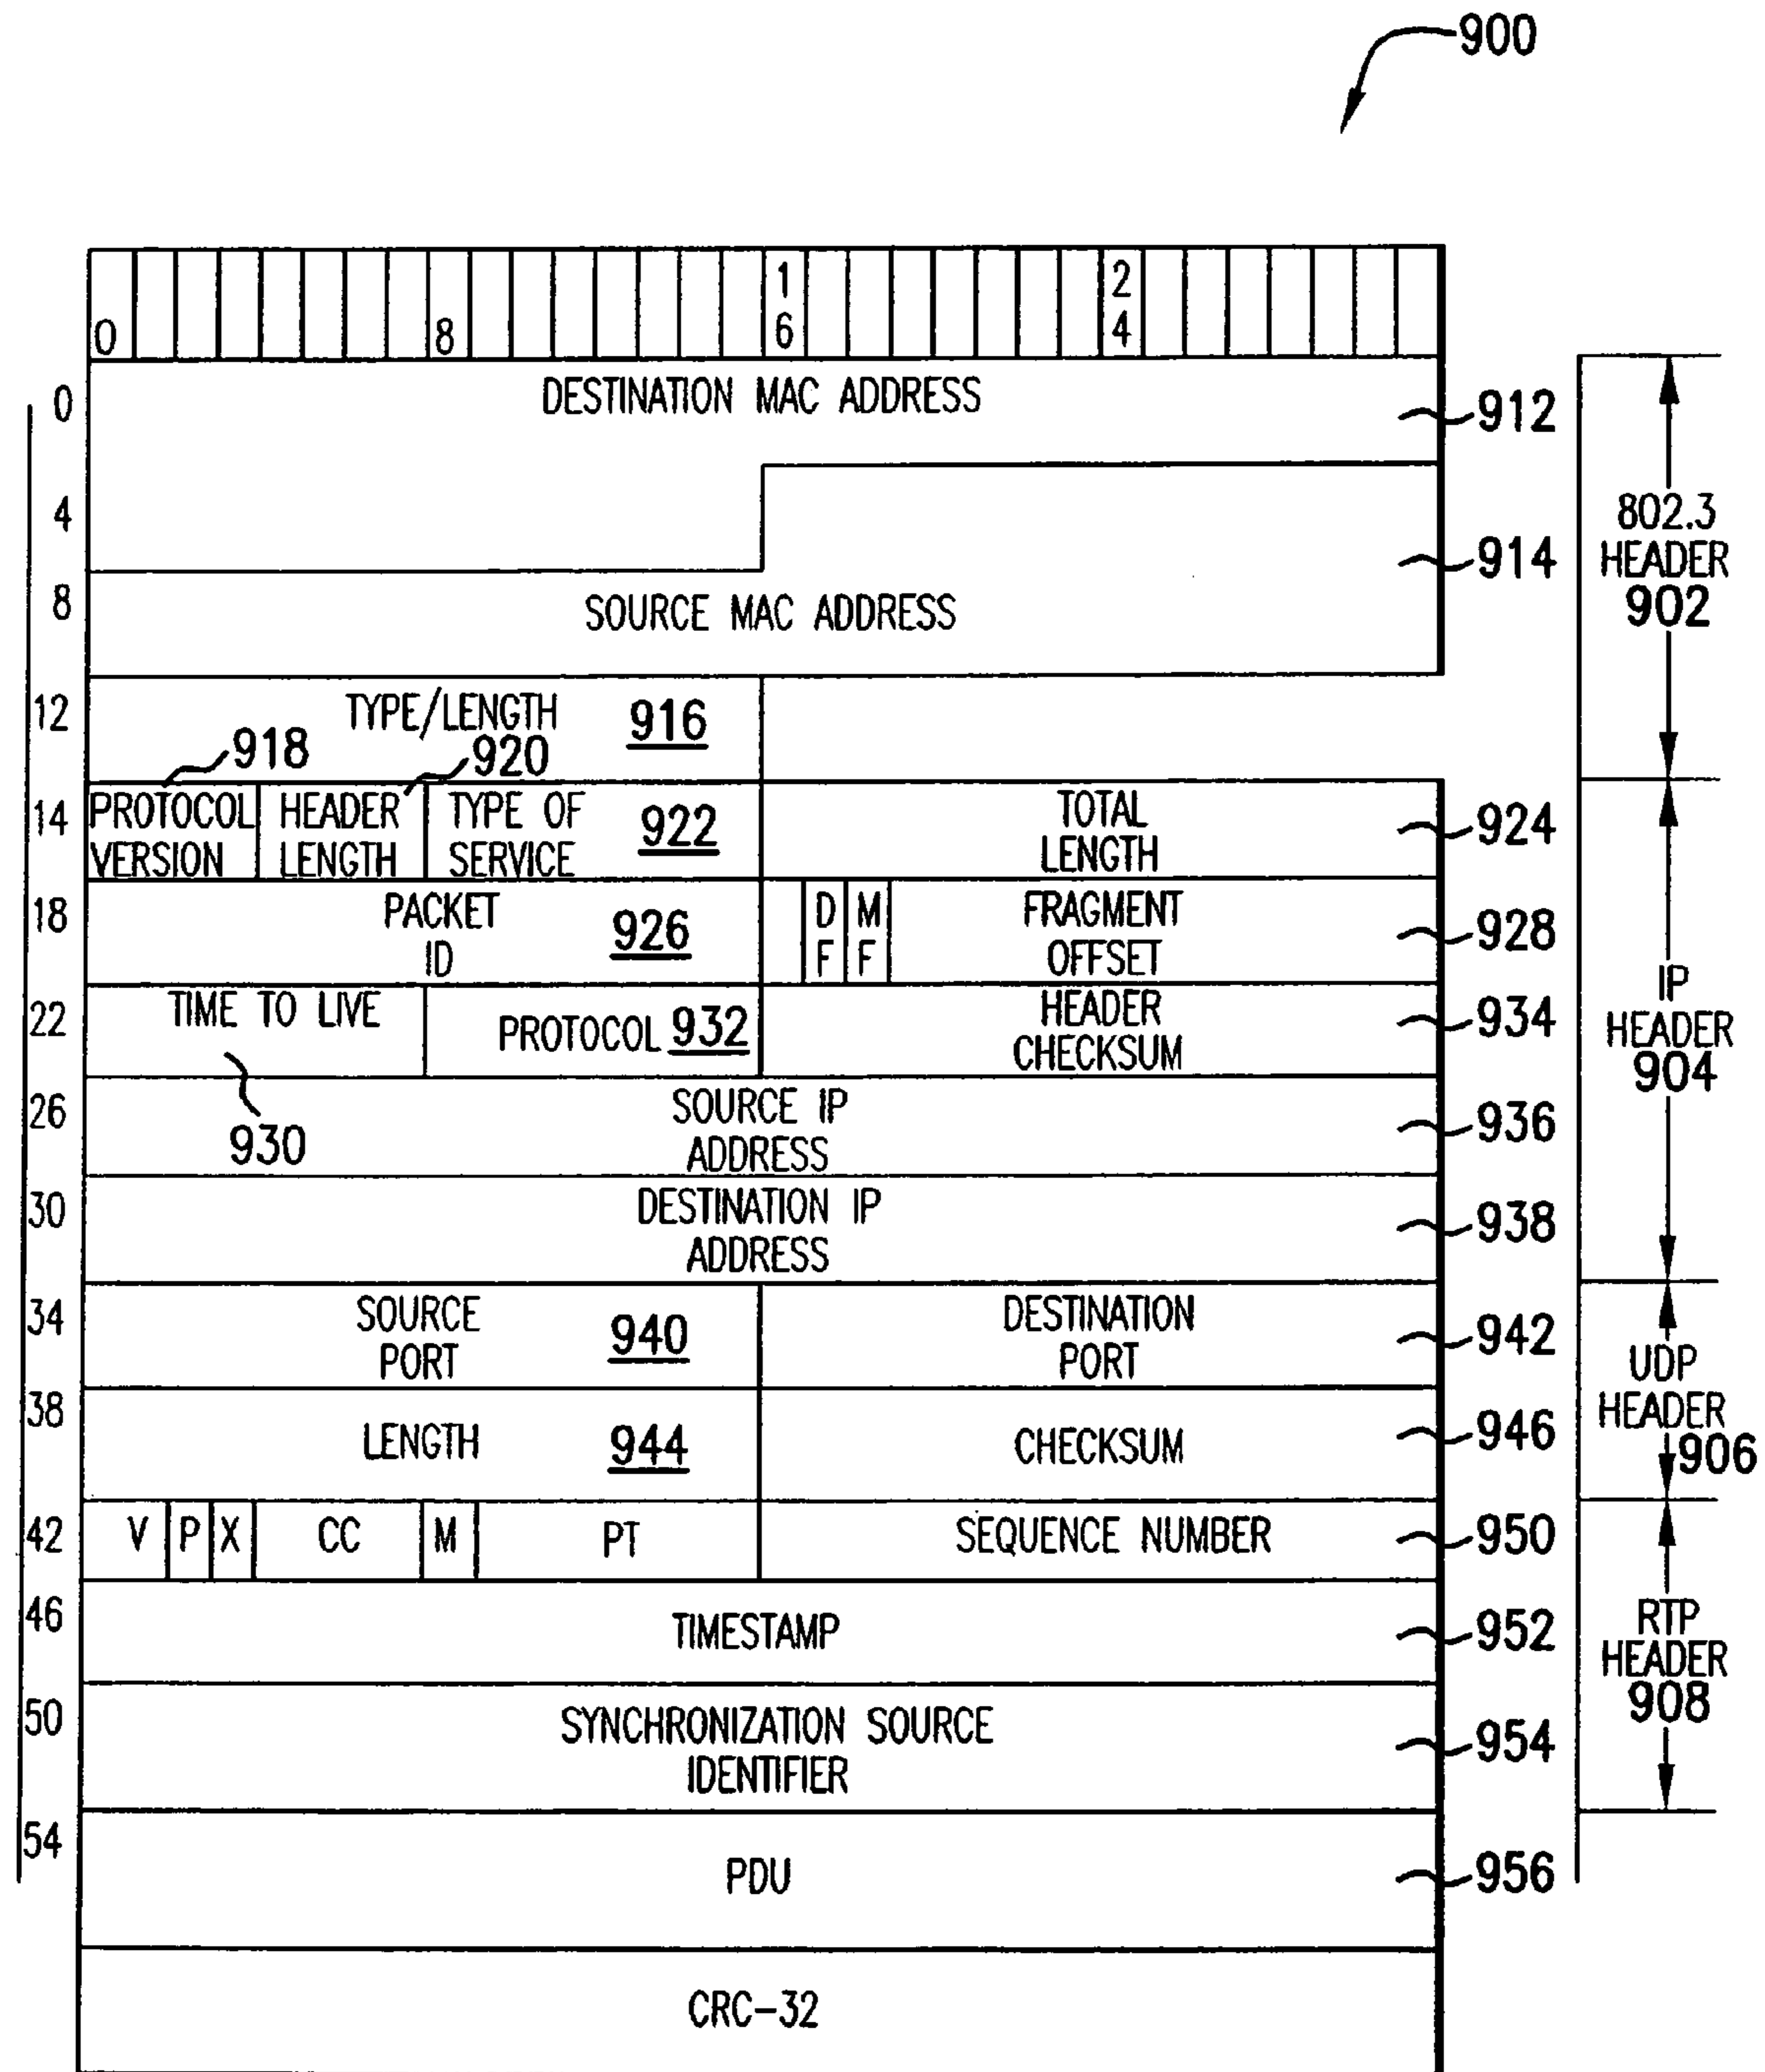 900
0 8 16 24
0 DESTINATION MAC ADDRESS 912
4
914
8 SOURCE MAC ADDRESS
802.3
HEADER
902
12 TYPE/LENGTH 916
918 920
14 PROTOCOL VERSION HEADER LENGTH TYPE OF SERVICE 922 TOTAL LENGTH 924
18 PACKET ID 926 DF MF FRAGMENT OFFSET 928
22 TIME TO LIVE PROTOCOL 932 HEADER CHECKSUM 934
930
26 SOURCE IP ADDRESS 936
30 DESTINATION IP ADDRESS 938
IP
HEADER
904
34 SOURCE PORT 940 DESTINATION PORT 942
38 LENGTH 944 CHECKSUM 946
UDP
HEADER
906
42 V P X CC M PT SEQUENCE NUMBER 950
46 TIMESTAMP 952
50 SYNCHRONIZATION SOURCE IDENTIFIER 954
RTP
HEADER
908
54 PDU 956
CRC-32